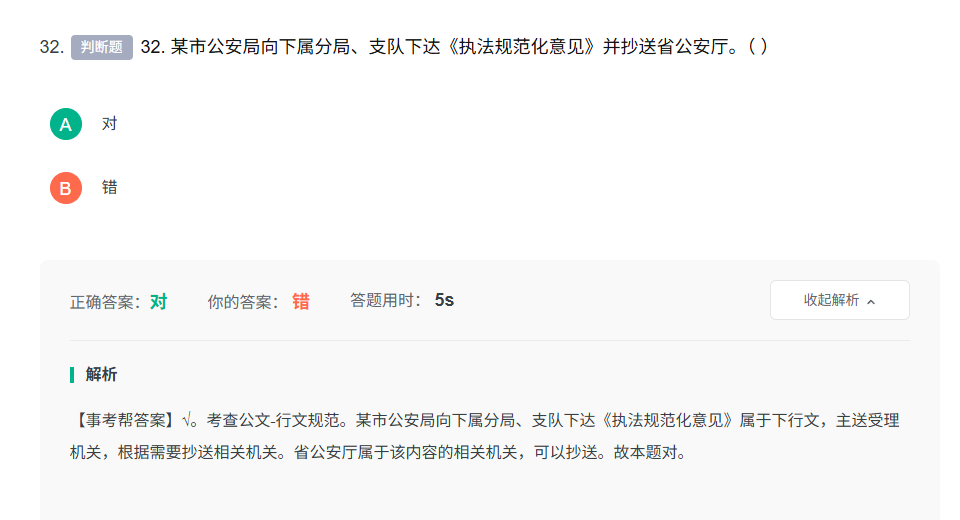 32. 判断题 32. 某市公安局向下属分局、支队下达《执法规范化意见》并抄送省公安厅。( )
A 对
B 错
正确答案：对 你的答案： 错 答题用时： 5s 收起解析
解析
【事考帮答案】√。考查公文-行文规范。某市公安局向下属分局、支队下达《执法规范化意见》属于下行文，主送受理
机关，根据需要抄送相关机关。省公安厅属于该内容的相关机关，可以抄送。故本题对。